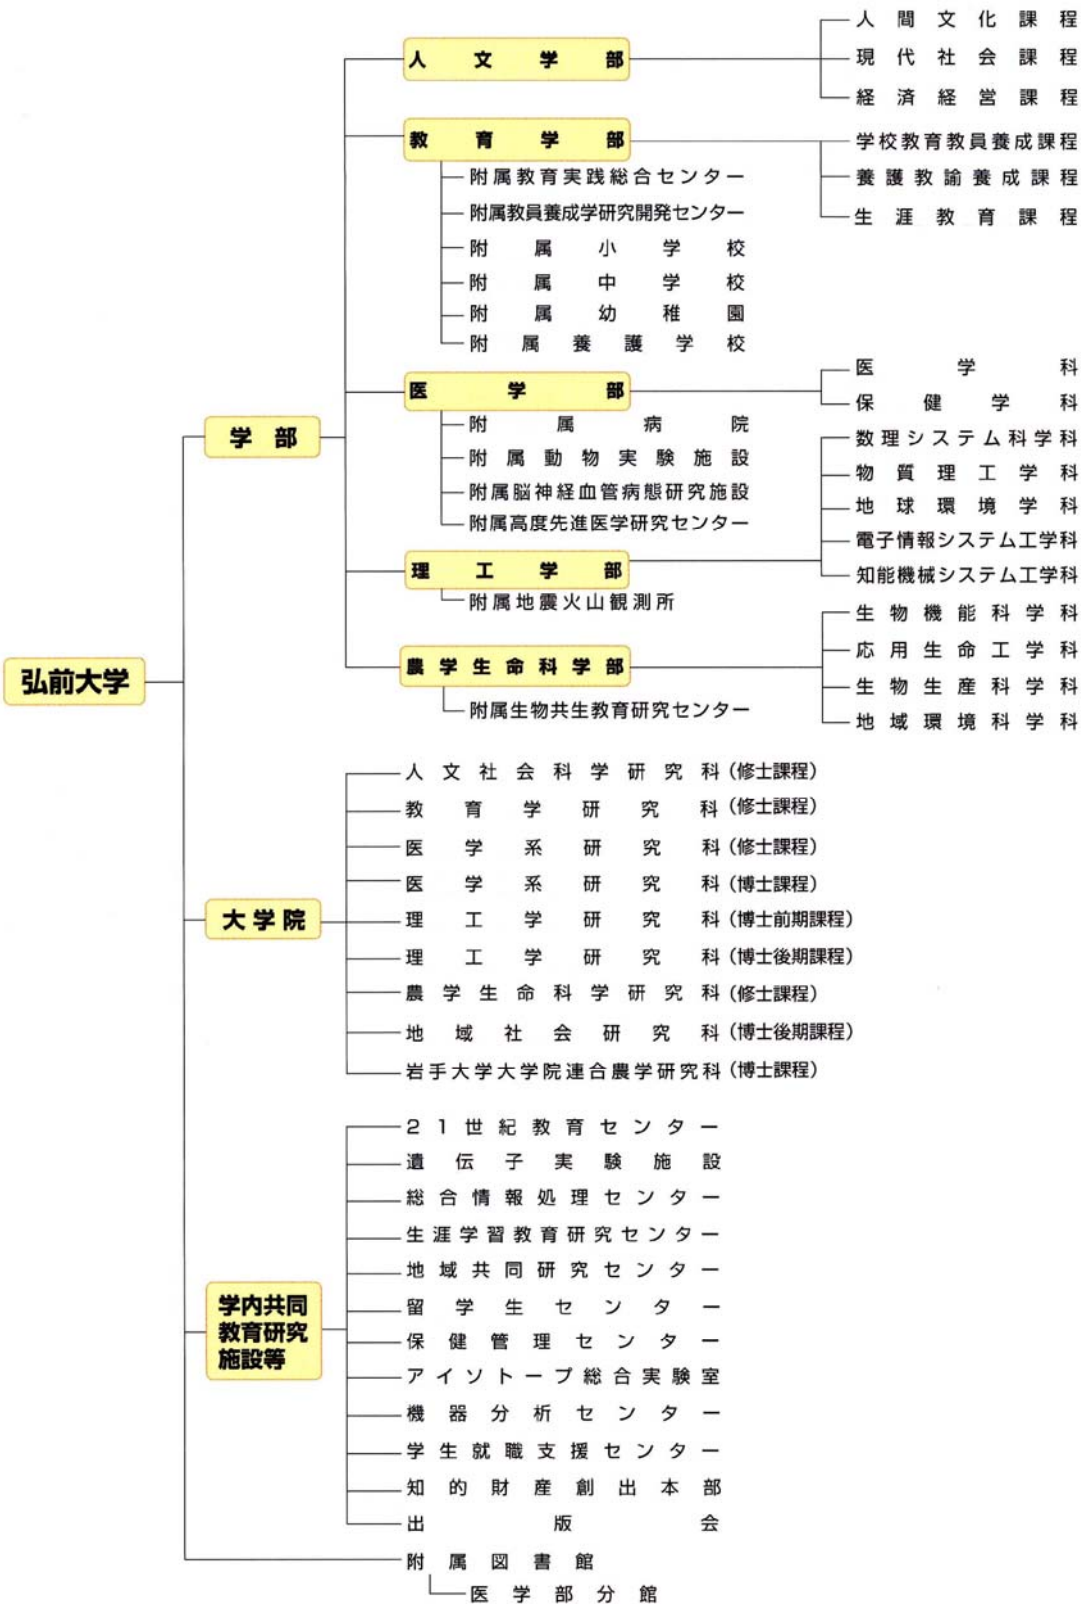 弘前大学
学部
人文学部
人間文化課程
現代社会課程
経済経営課程
教育学部
学校教育教員養成課程
養護教諭養成課程
生涯教育課程
附属教育実践総合センター
附属教員養成学研究開発センター
附属小学校
附属中学校
附属幼稚園
附属養護学校
医学部
医学科
保健学科
附属病院
附属動物実験施設
附属脳神経血管病態研究施設
附属高度先進医学研究センター
理工学部
数理システム科学科
物質理工学科
地球環境学科
電子情報システム工学科
知能機械システム工学科
附属地震火山観測所
農学生命科学部
生物機能科学科
応用生命工学科
生物生産科学科
地域環境科学科
附属生物共生教育研究センター
大学院
人文社会科学研究科(修士課程)
教育学研究科(修士課程)
医学系研究科(修士課程)
医学系研究科(博士課程)
理工学研究科(博士前期課程)
理工学研究科(博士後期課程)
農学生命科学研究科(修士課程)
地域社会研究科(博士後期課程)
岩手大学大学院連合農学研究科(博士課程)
学内共同
教育研究
施設等
21世紀教育センター
遺伝子実験施設
総合情報処理センター
生涯学習教育研究センター
地域共同研究センター
留学生センター
保健管理センター
アイソトープ総合実験室
機器分析センター
学生就職支援センター
知的財産創出本部
出版会
附属図書館
医学部分館